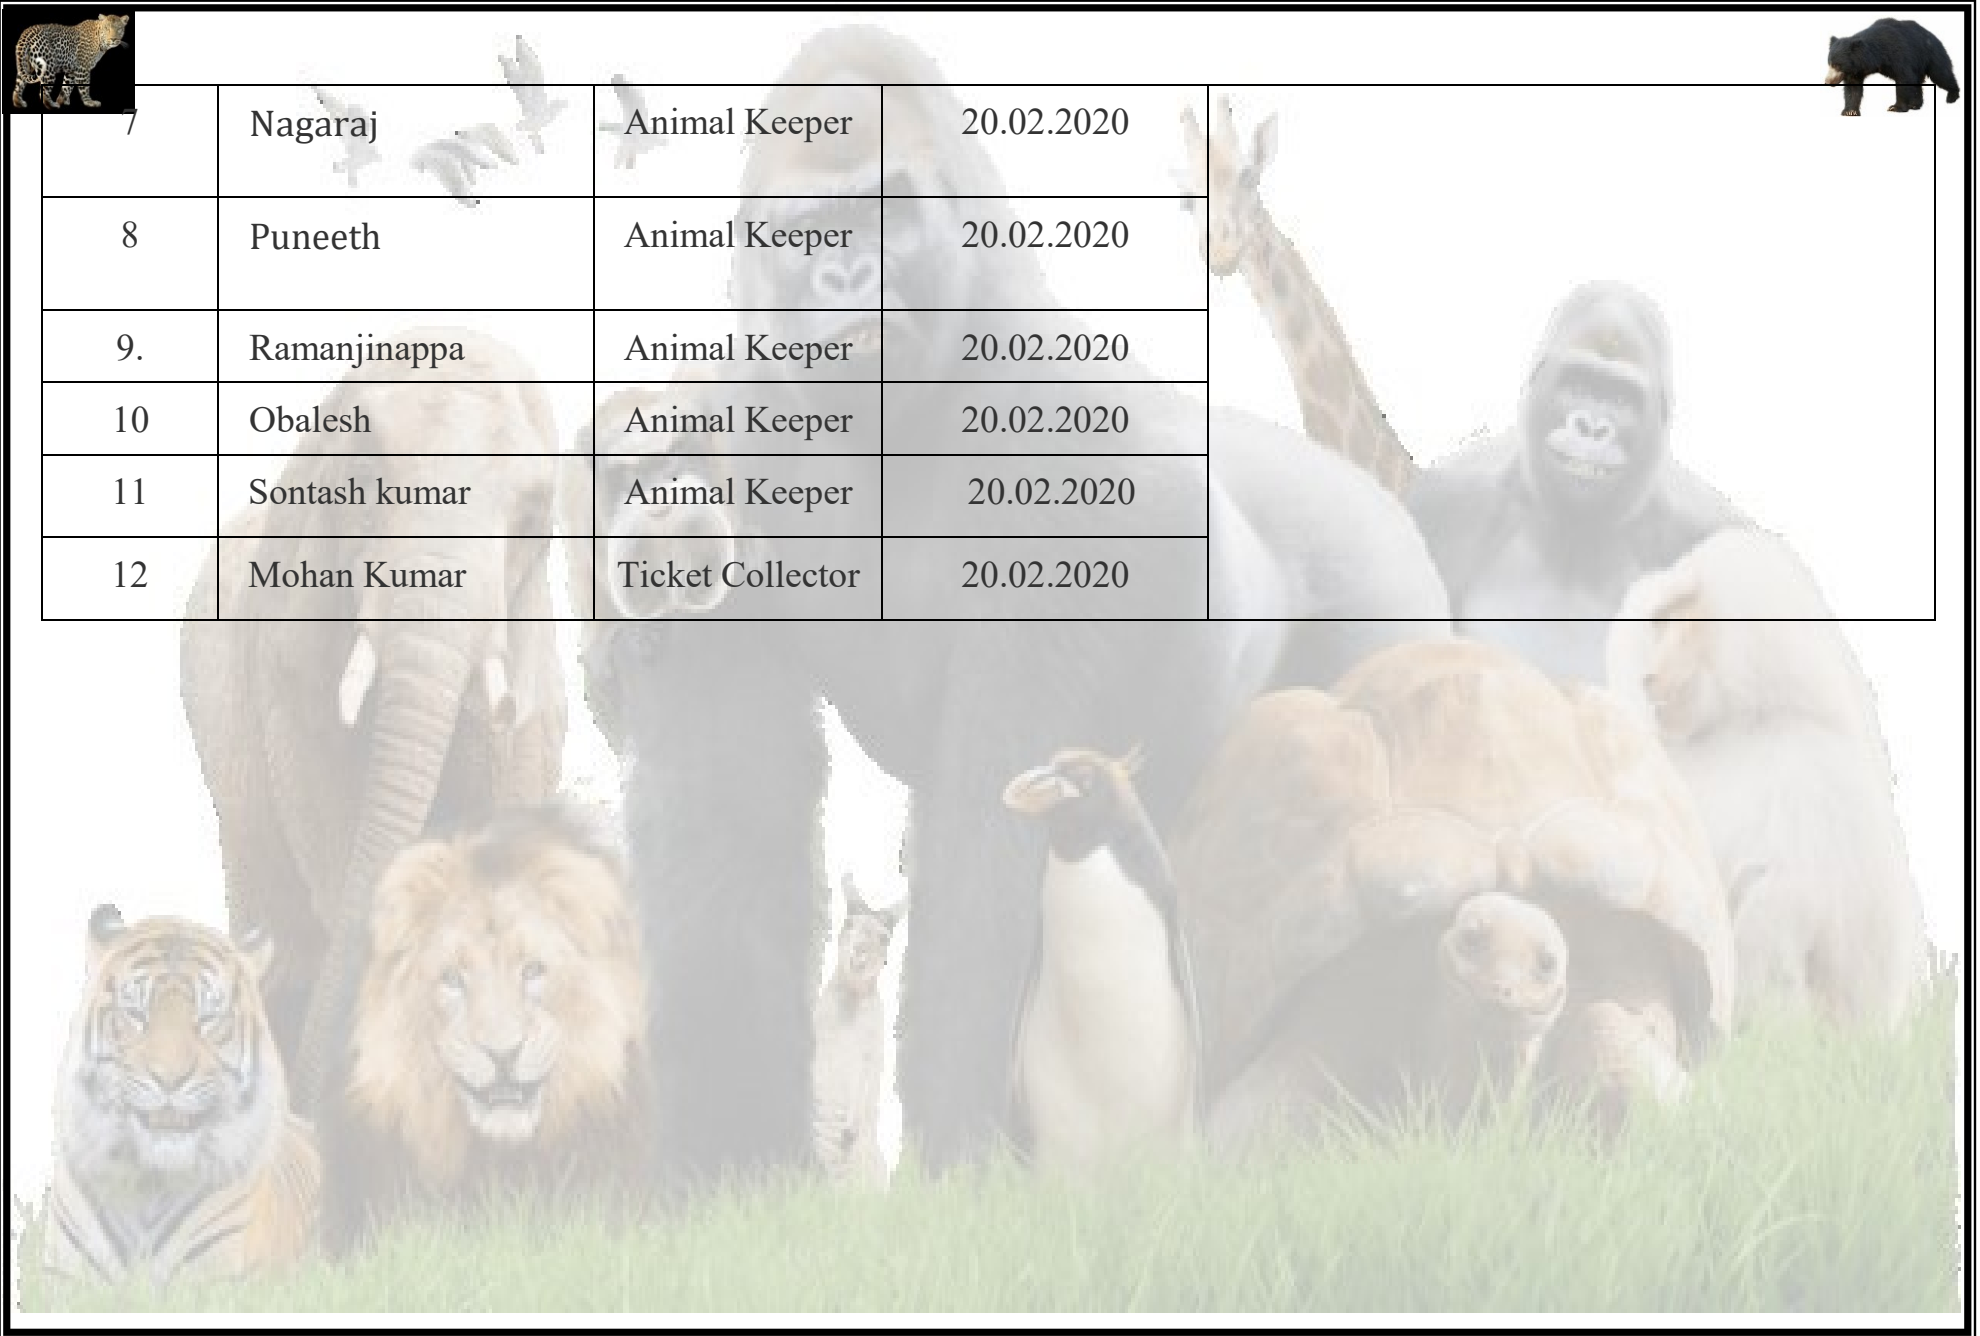 7 Nagaraj Animal Keeper 20.02.2020
8 Puneeth Animal Keeper 20.02.2020
9. Ramanjinappa Animal Keeper 20.02.2020
10 Obalesh Animal Keeper 20.02.2020
11 Sontash kumar Animal Keeper 20.02.2020
12 Mohan Kumar Ticket Collector 20.02.2020